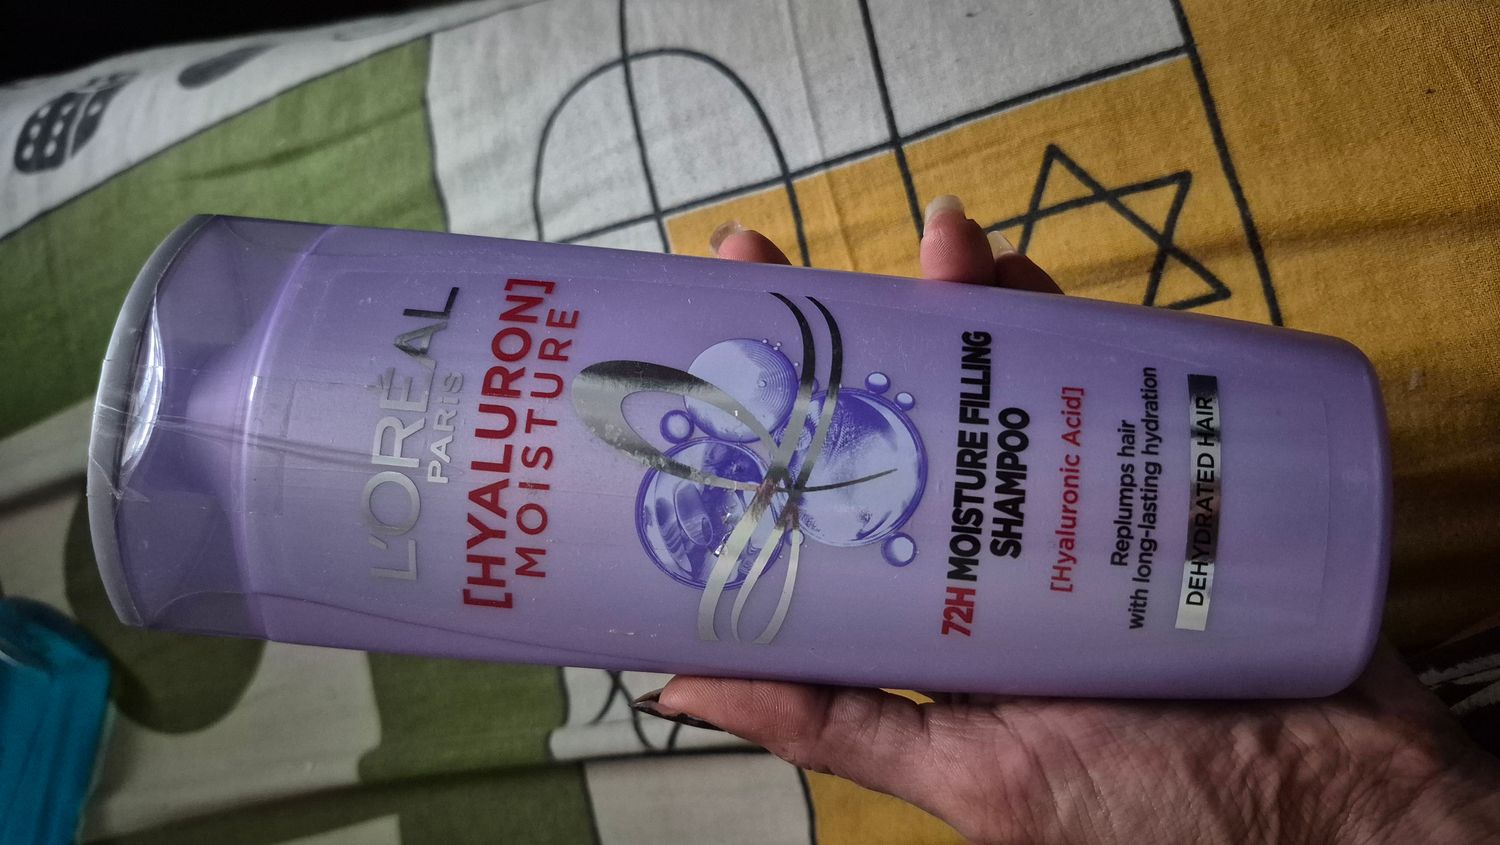 L'ORÉAL
PARIS
[HYALURON]
MOISTURE
72H MOISTURE FILLING
SHAMPOO
[Hyaluronic Acid]
Replumps hair
with long-lasting hydration
DEHYDRATED HAIR